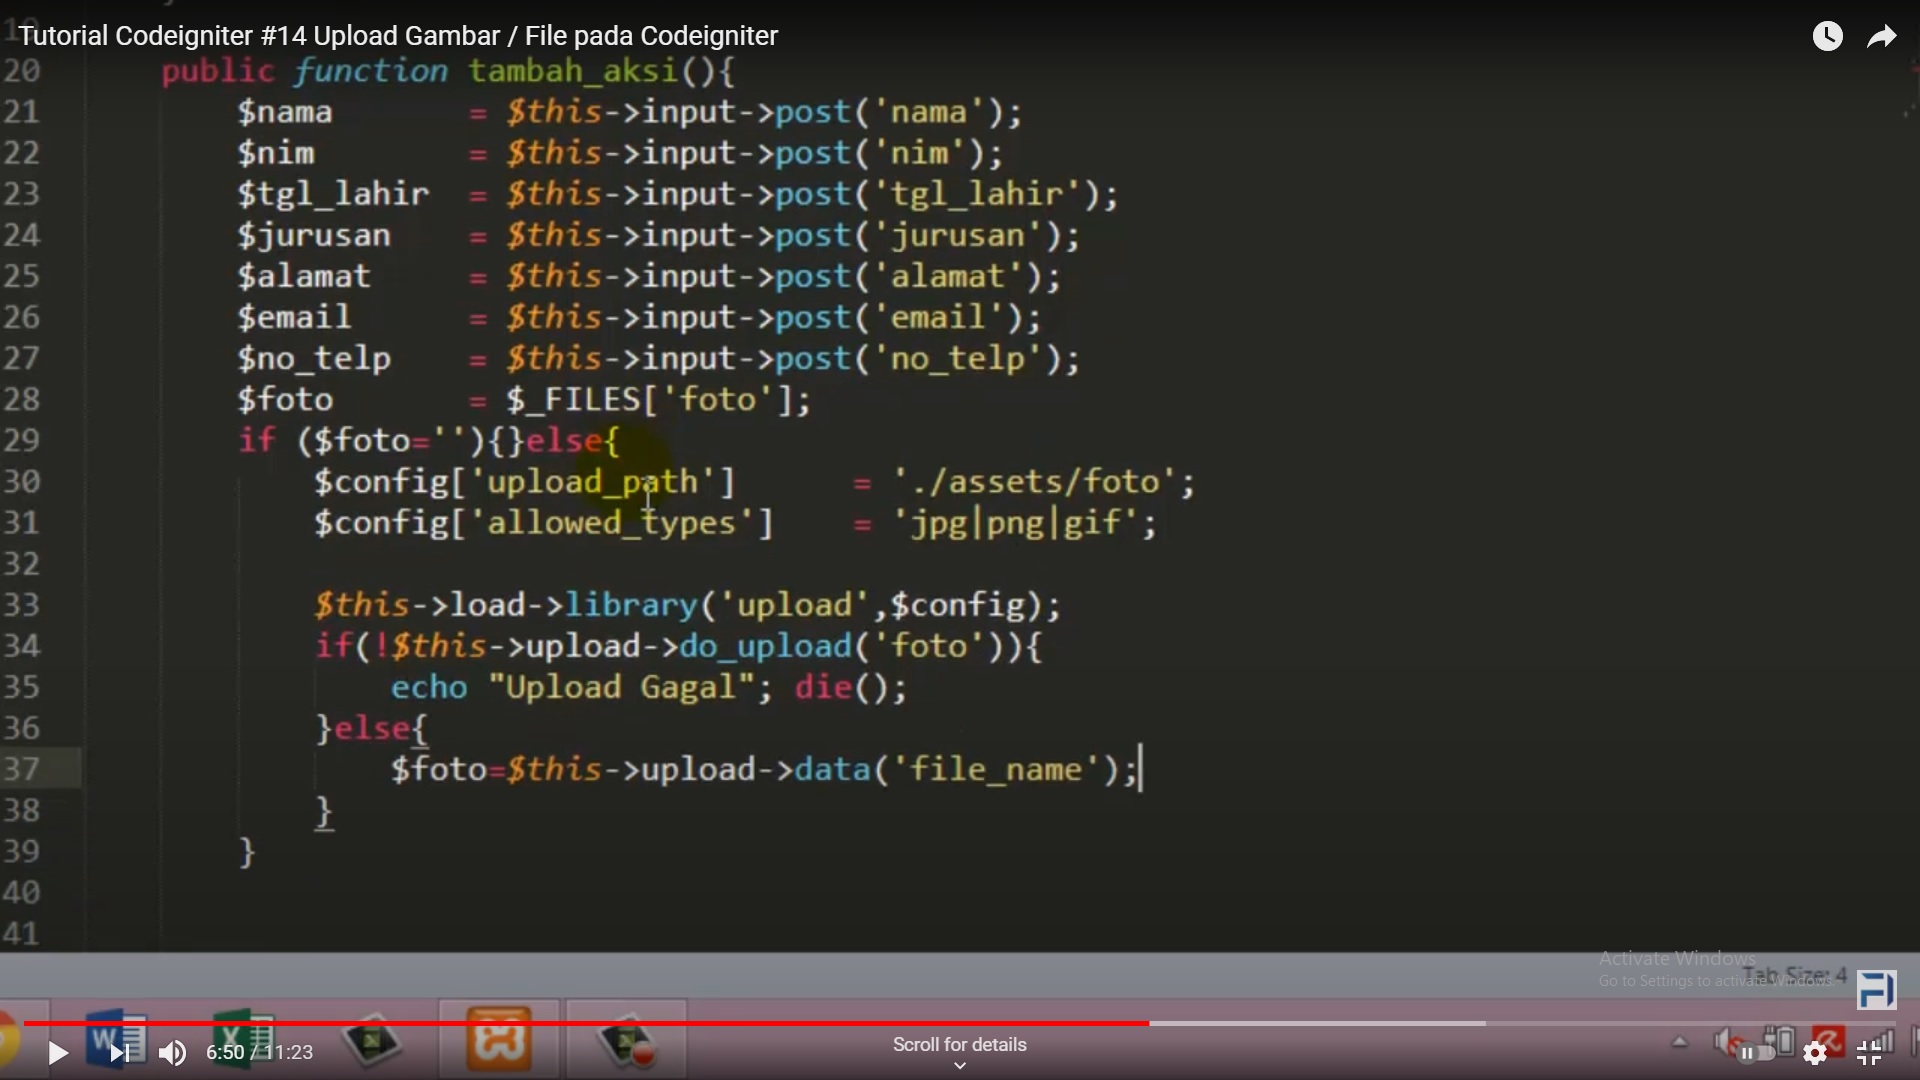 Tutorial Codeigniter #14 Upload Gambar / File pada Codeigniter
20 public function tambah_aksi(){
21 $nama = $this->input->post('nama');
22 $nim = $this->input->post('nim');
23 $tgl_lahir = $this->input->post('tgl_lahir');
24 $jurusan = $this->input->post('jurusan');
25 $alamat = $this->input->post('alamat');
26 $email = $this->input->post('email');
27 $no_telp = $this->input->post('no_telp');
28 $foto = $_FILES['foto'];
29 if ($foto=''){}else{
30 $config['upload_path'] = './assets/foto';
31 $config['allowed_types'] = 'jpg|png|gif';
32
33 $this->load->library('upload',$config);
34 if(!$this->upload->do_upload('foto')){
35 echo "Upload Gagal"; die();
36 }else{
37 $foto=$this->upload->data('file_name');
38 }
39 }
40
41
Activate Windows
Go to Settings to activate Windows.
Tab Size: 4
6:50 / 11:23
Scroll for details